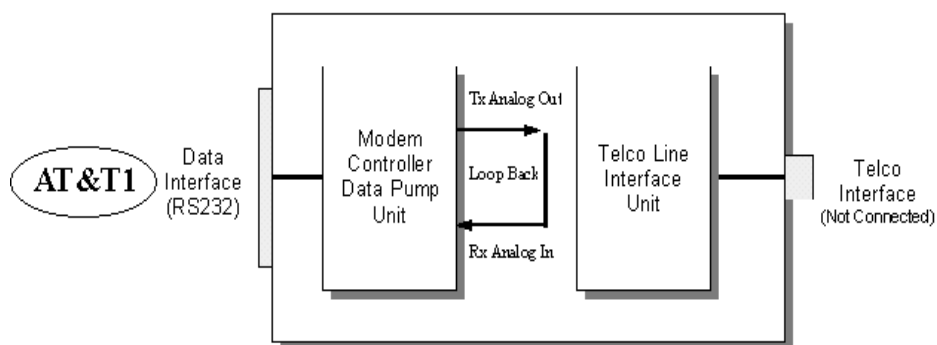 AT&T1
Data
Interface
(RS232)
Modem
Controller
Data Pump
Unit
Tx Analog Out
Loop Back
Rx Analog In
Telco Line
Interface
Unit
Telco
Interface
(Not Connected)